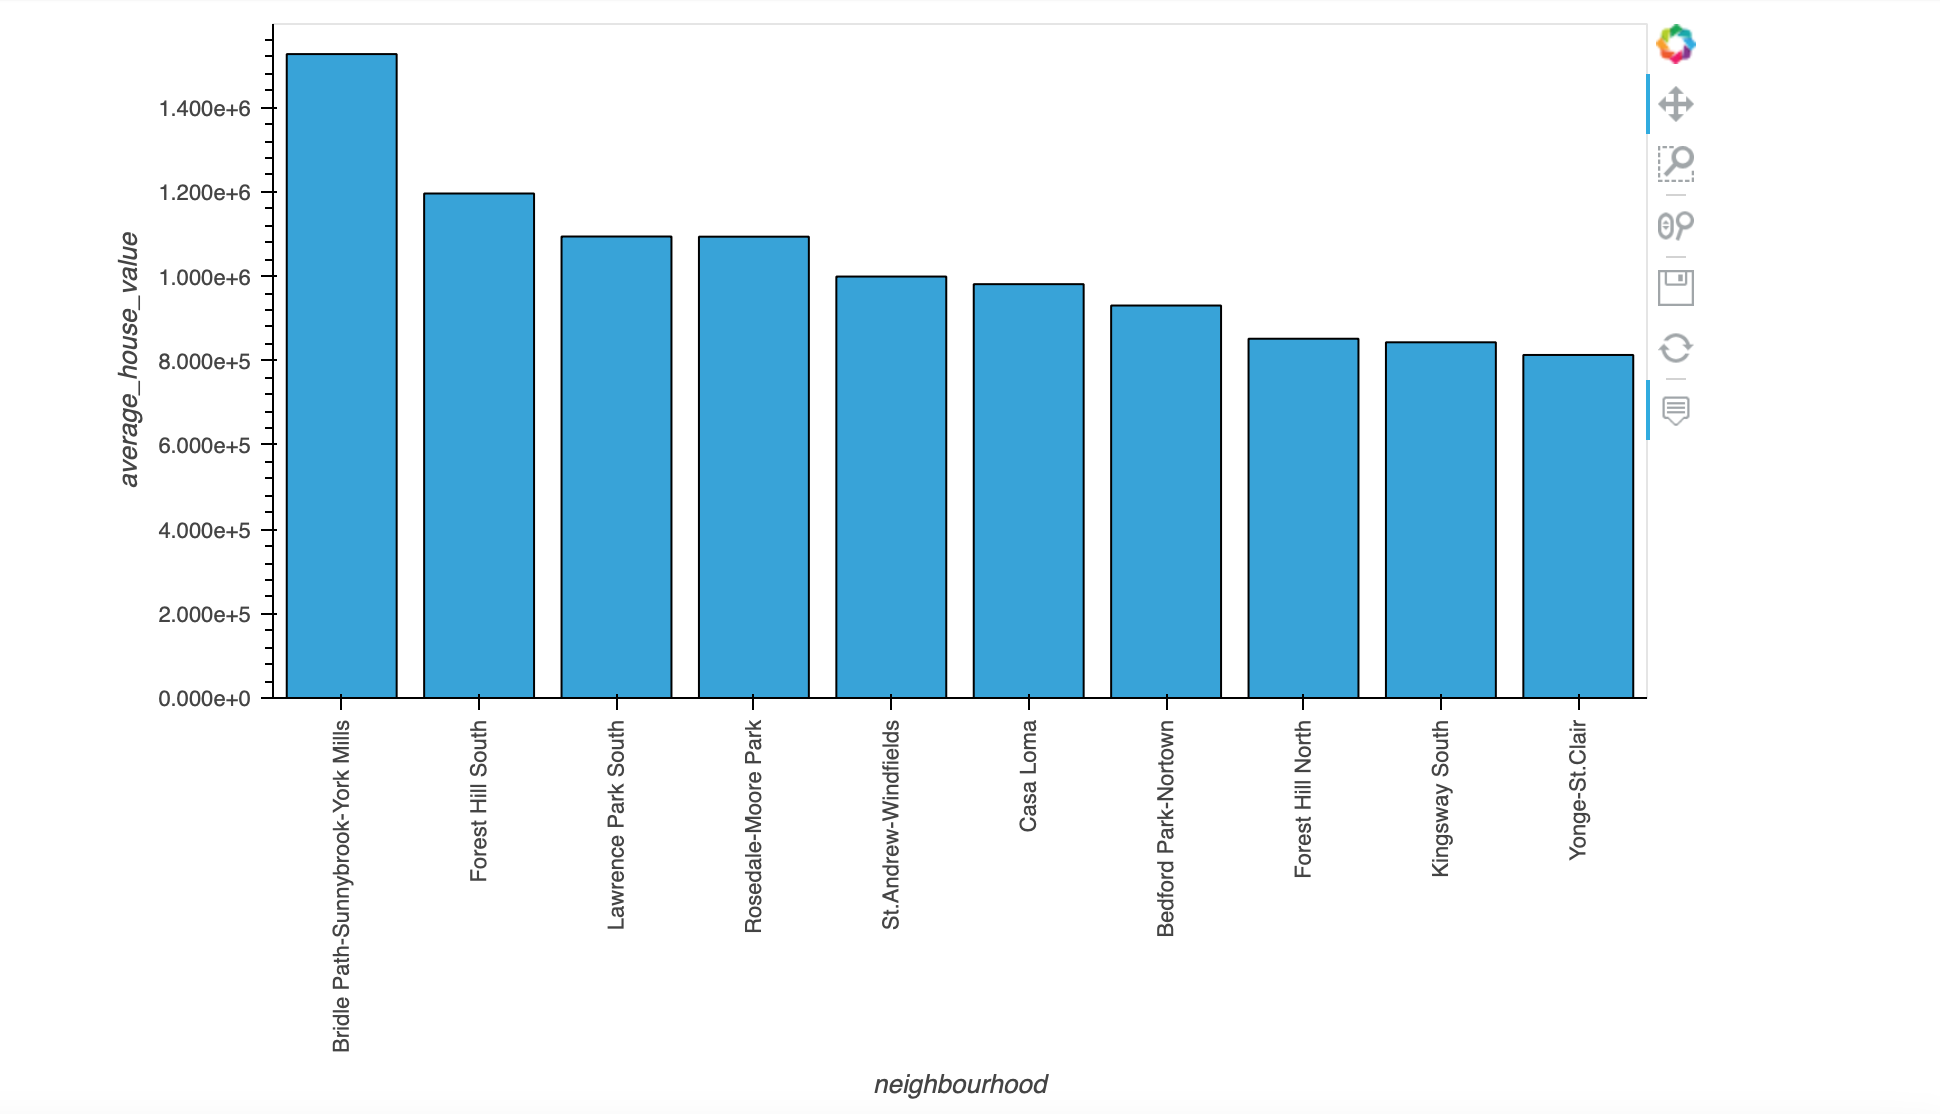 average_house_value
1.400e+6
1.200e+6
1.000e+6
8.000e+5
6.000e+5
4.000e+5
2.000e+5
0.000e+0
Bridle Path-Sunnybrook-York Mills
Forest Hill South
Lawrence Park South
Rosedale-Moore Park
St.Andrew-Windfields
Casa Loma
Bedford Park-Nortown
Forest Hill North
Kingsway South
Yonge-St.Clair
neighbourhood